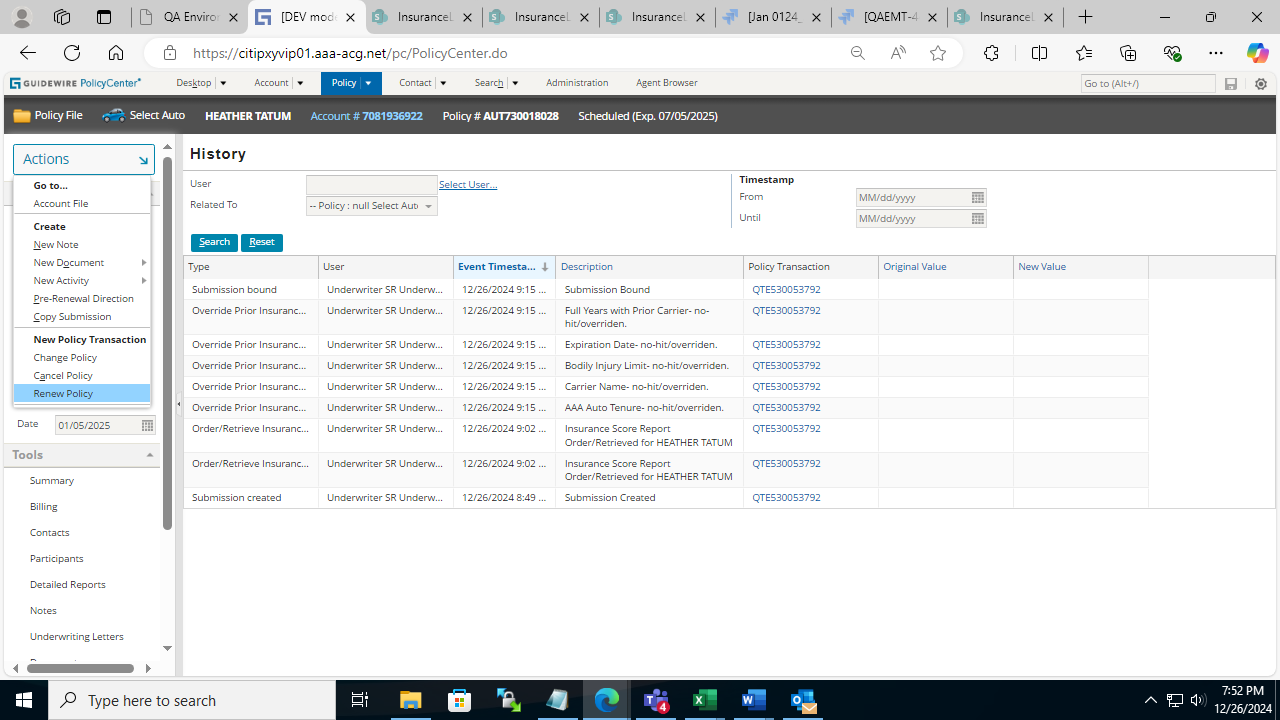 QA Environ
[DEV mode
InsuranceL
InsuranceL
InsuranceL
[Jan 0124_
[QAEMT-4
InsuranceL
https://citipxyvip01.aaa-acg.net/pc/PolicyCenter.do
GUIDEWIRE PolicyCenter
Desktop
Account
Policy
Contact
Search
Administration
Agent Browser
Go to (Alt+/)
Policy File
Select Auto
HEATHER TATUM
Account # 7081936922
Policy # AUT730018028
Scheduled (Exp. 07/05/2025)
Actions
Go to...
Account File
Create
New Note
New Document
New Activity
Pre-Renewal Direction
Copy Submission
New Policy Transaction
Change Policy
Cancel Policy
Renew Policy
Date 01/05/2025
Tools
Summary
Billing
Contacts
Participants
Detailed Reports
Notes
Underwriting Letters
History
User Select User...
Related To -- Policy : null Select Aut
Timestamp
From MM/dd/yyyy
Until MM/dd/yyyy
Search Reset
Type User Event Timesta... Description Policy Transaction Original Value New Value
Submission bound Underwriter SR Underw... 12/26/2024 9:15 ... Submission Bound QTE530053792
Override Prior Insuranc... Underwriter SR Underw... 12/26/2024 9:15 ... Full Years with Prior Carrier- no- QTE530053792
hit/overriden.
Override Prior Insuranc... Underwriter SR Underw... 12/26/2024 9:15 ... Expiration Date- no-hit/overriden. QTE530053792
Override Prior Insuranc... Underwriter SR Underw... 12/26/2024 9:15 ... Bodily Injury Limit- no-hit/overriden. QTE530053792
Override Prior Insuranc... Underwriter SR Underw... 12/26/2024 9:15 ... Carrier Name- no-hit/overriden. QTE530053792
Override Prior Insuranc... Underwriter SR Underw... 12/26/2024 9:15 ... AAA Auto Tenure- no-hit/overriden. QTE530053792
Order/Retrieve Insuranc... Underwriter SR Underw... 12/26/2024 9:02 ... Insurance Score Report QTE530053792
Order/Retrieved for HEATHER TATUM
Order/Retrieve Insuranc... Underwriter SR Underw... 12/26/2024 9:02 ... Insurance Score Report QTE530053792
Order/Retrieved for HEATHER TATUM
Submission created Underwriter SR Underw... 12/26/2024 8:49 ... Submission Created QTE530053792
Type here to search
4
7:52 PM
12/26/2024